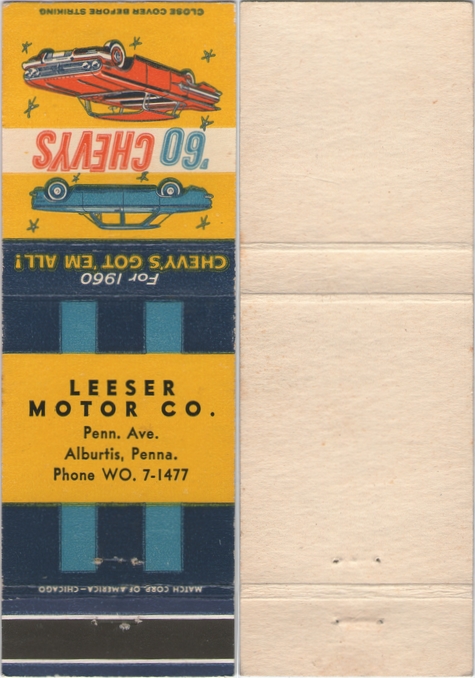 CLOSE COVER BEFORE STRIKING
'60 CHEVYS
For 1960
CHEVY'S GOT 'EM ALL!
LEESER
MOTOR CO.
Penn. Ave.
Alburtis, Penna.
Phone WO. 7-1477
MATCH CORP. OF AMERICA—CHICAGO